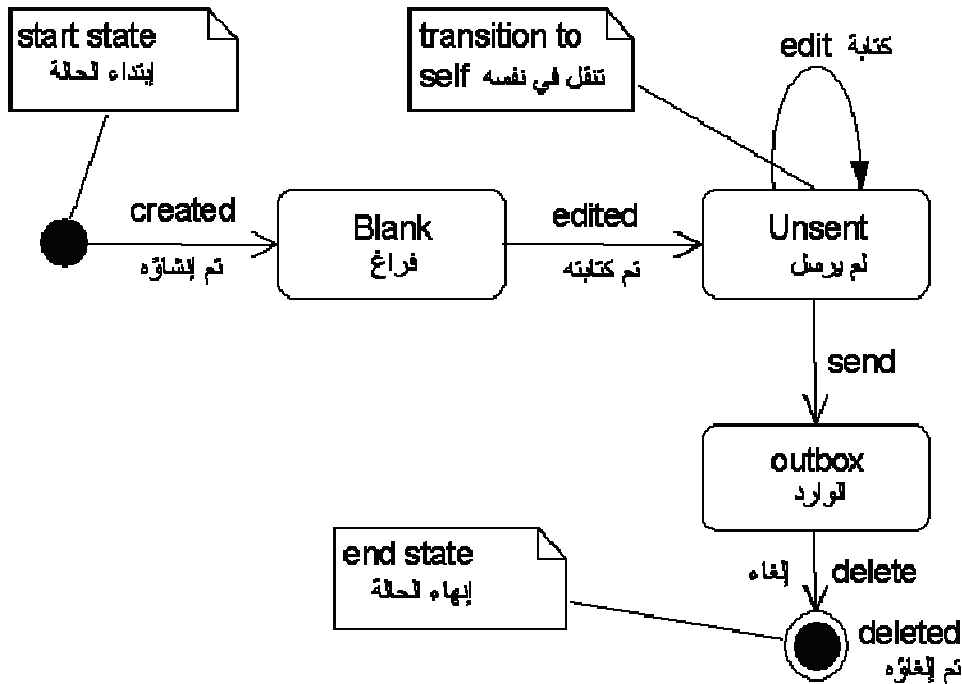 start state
إبتداء الحالة
transition to
self تنقل في نفسه
edit كتابة
created
تم إنشاؤه
Blank
فراغ
edited
تم كتابته
Unsent
لم يرسل
send
outbox
الوارد
end state
إنهاء الحالة
إلغاء delete
deleted
تم إلغاؤه